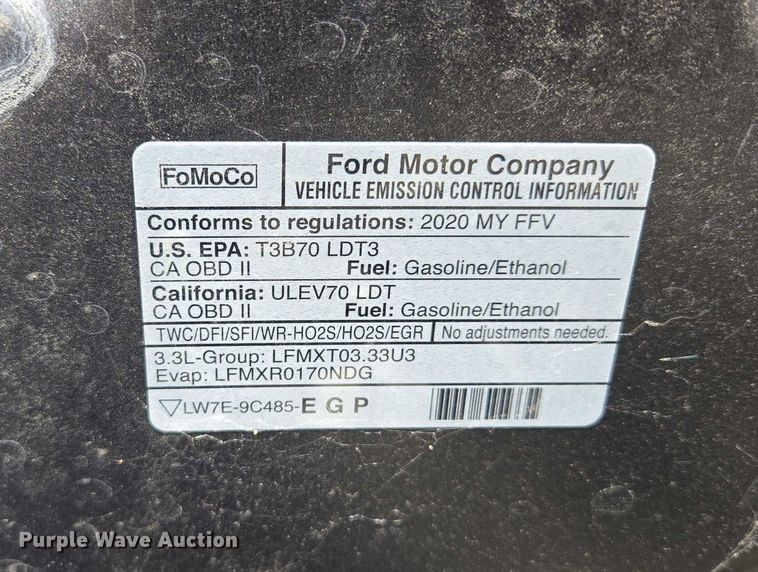 FoMoCo
Ford Motor Company
VEHICLE EMISSION CONTROL INFORMATION
Conforms to regulations: 2020 MY FFV
U.S. EPA: T3B70 LDT3
CA OBD II Fuel: Gasoline/Ethanol
California: ULEV70 LDT
CA OBD II Fuel: Gasoline/Ethanol
TWC/DFI/SFI/WR-HO2S/HO2S/EGR No adjustments needed.
3.3L-Group: LFMXT03.33U3
Evap: LFMXR0170NDG
LW7E-9C485-E G P
Purple Wave Auction